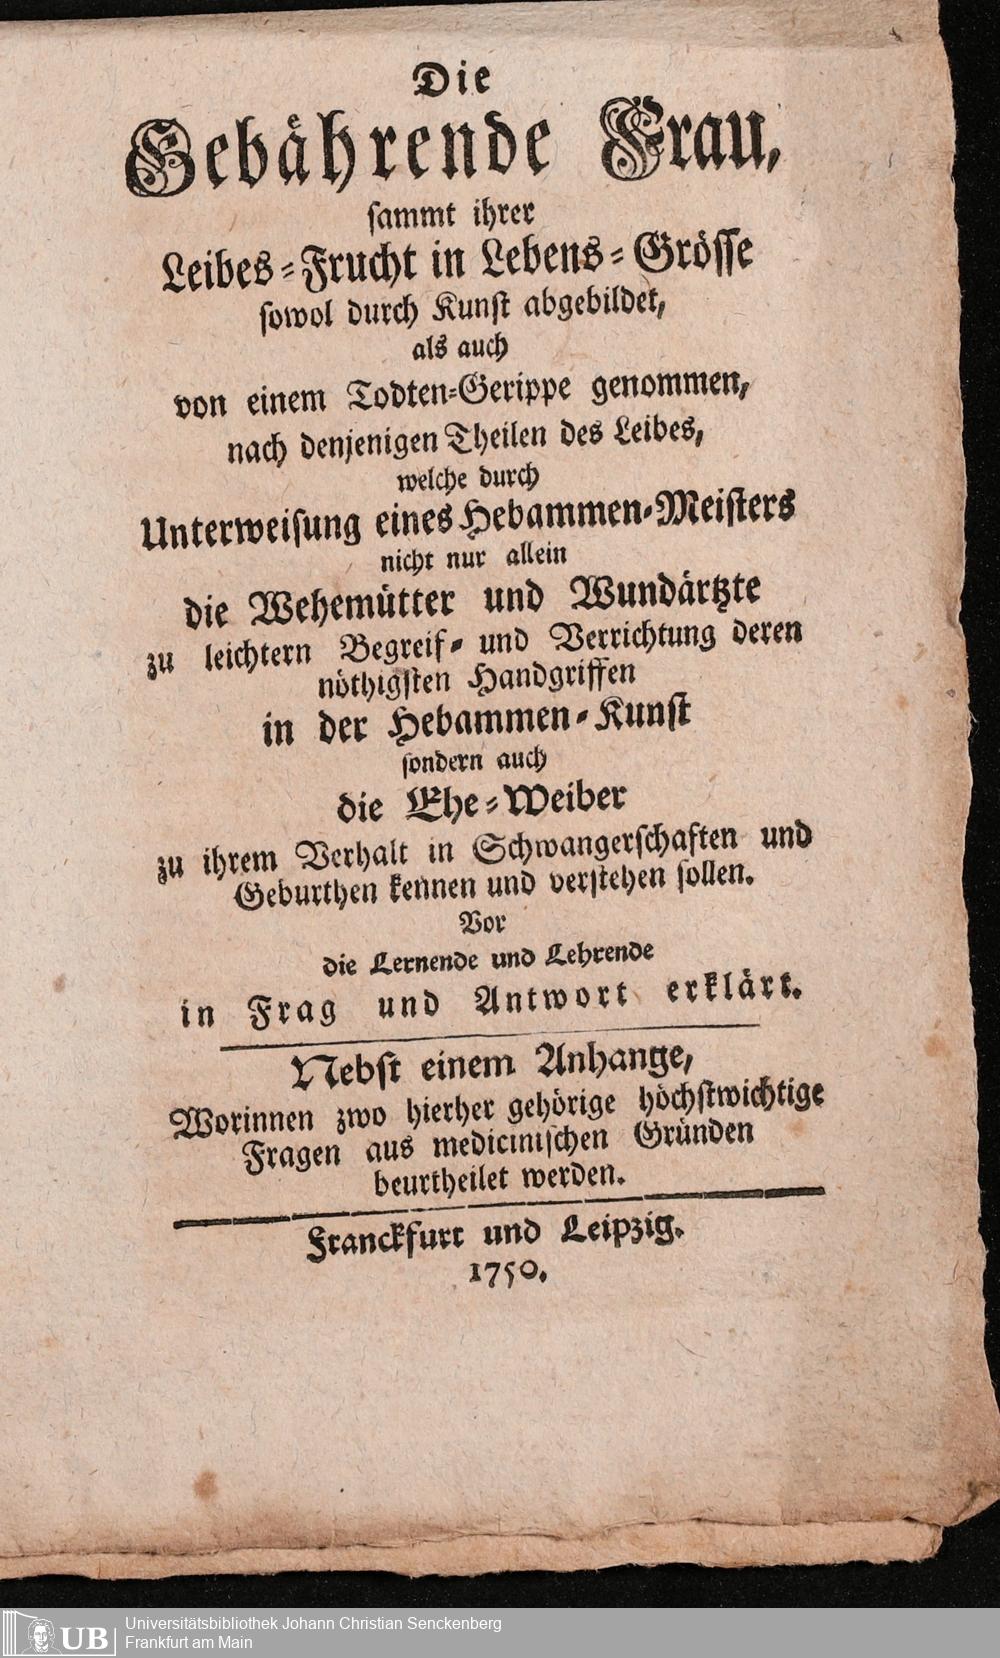 Die
Gebährende Frau,
sammt ihrer
Leibes-Frucht in Lebens-Grösse
sowol durch Kunst abgebildet,
als auch
von einem Todten-Gerippe genommen,
nach denjenigen Theilen des Leibes,
welche durch
Unterweisung eines Hebammen-Meisters
nicht nur allein
die Wehemütter und Wundärtzte
zu leichtern Begreif- und Verrichtung deren
nöthigsten Handgriffen
in der Hebammen-Kunst
sondern auch
die Ehe-Weiber
zu ihrem Verhalt in Schwangerschaften und
Geburthen kennen und verstehen sollen.
Vor
die Lernende und Lehrende
in Frag und Antwort erklärt.
Nebst einem Anhange,
Worinnen zwo hierher gehörige höchstwichtige
Fragen aus medicinischen Gründen
beurtheilet werden.
Franckfurt und Leipzig.
1750.
UB
Universitätsbibliothek Johann Christian Senckenberg
Frankfurt am Main